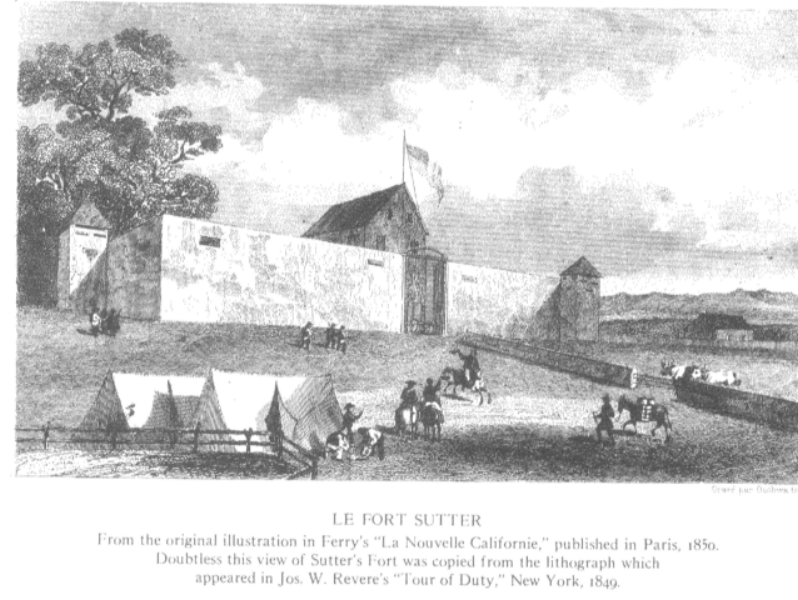 Gravé par
LE FORT SUTTER
From the original illustration in Ferry's "La Nouvelle Californie," published in Paris, 1850.
Doubtless this view of Sutter's Fort was copied from the lithograph which
appeared in Jos. W. Revere's "Tour of Duty," New York, 1849.